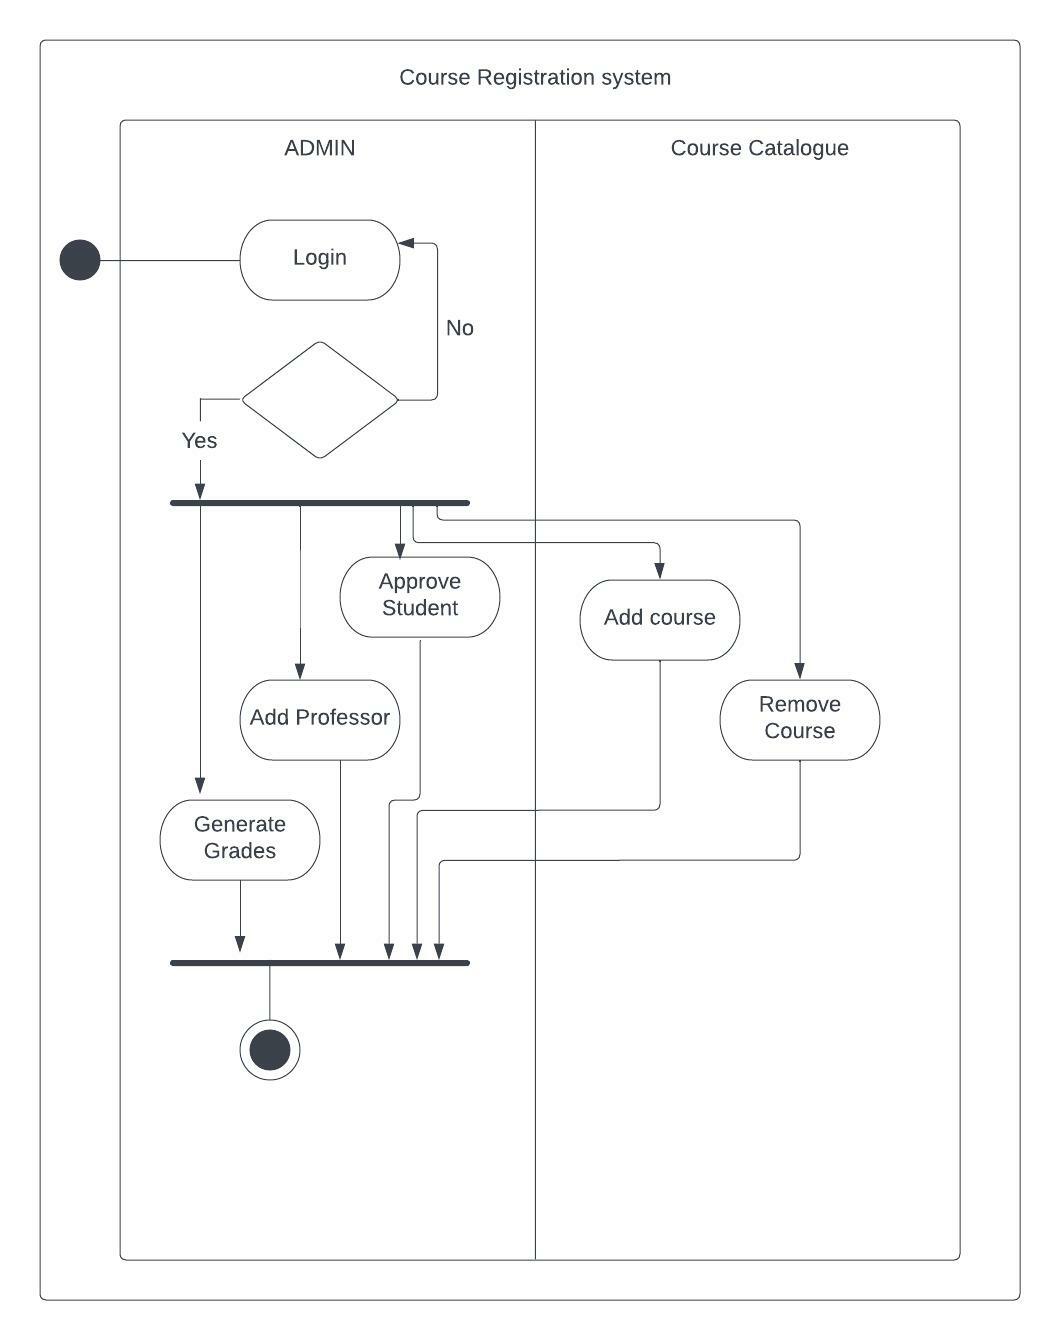 Course Registration system
ADMIN
Course Catalogue
Login
No
Yes
Approve
Student
Add course
Add Professor
Remove
Course
Generate
Grades